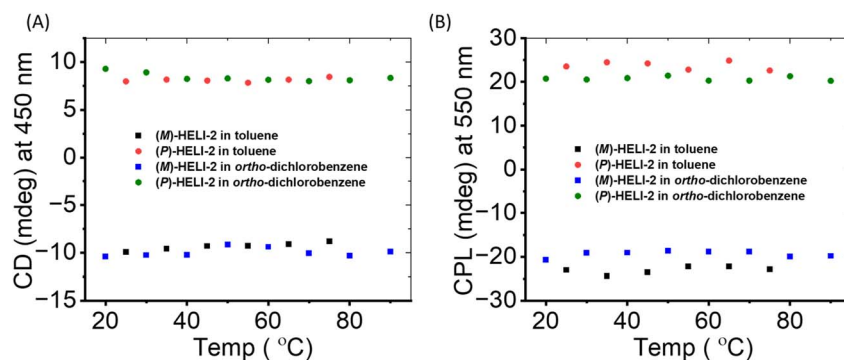 (A)
CD (mdeg) at 450 nm
15
10
5
0
−5
−10
−15
(M)-HELI-2 in toluene
(P)-HELI-2 in toluene
(M)-HELI-2 in ortho-dichlorobenzene
(P)-HELI-2 in ortho-dichlorobenzene
20
40
60
80
Temp ( °C)
(B)
CPL (mdeg) at 550 nm
30
20
10
0
−10
−20
−30
(M)-HELI-2 in toluene
(P)-HELI-2 in toluene
(M)-HELI-2 in ortho-dichlorobenzene
(P)-HELI-2 in ortho-dichlorobenzene
20
40
60
80
Temp ( °C)